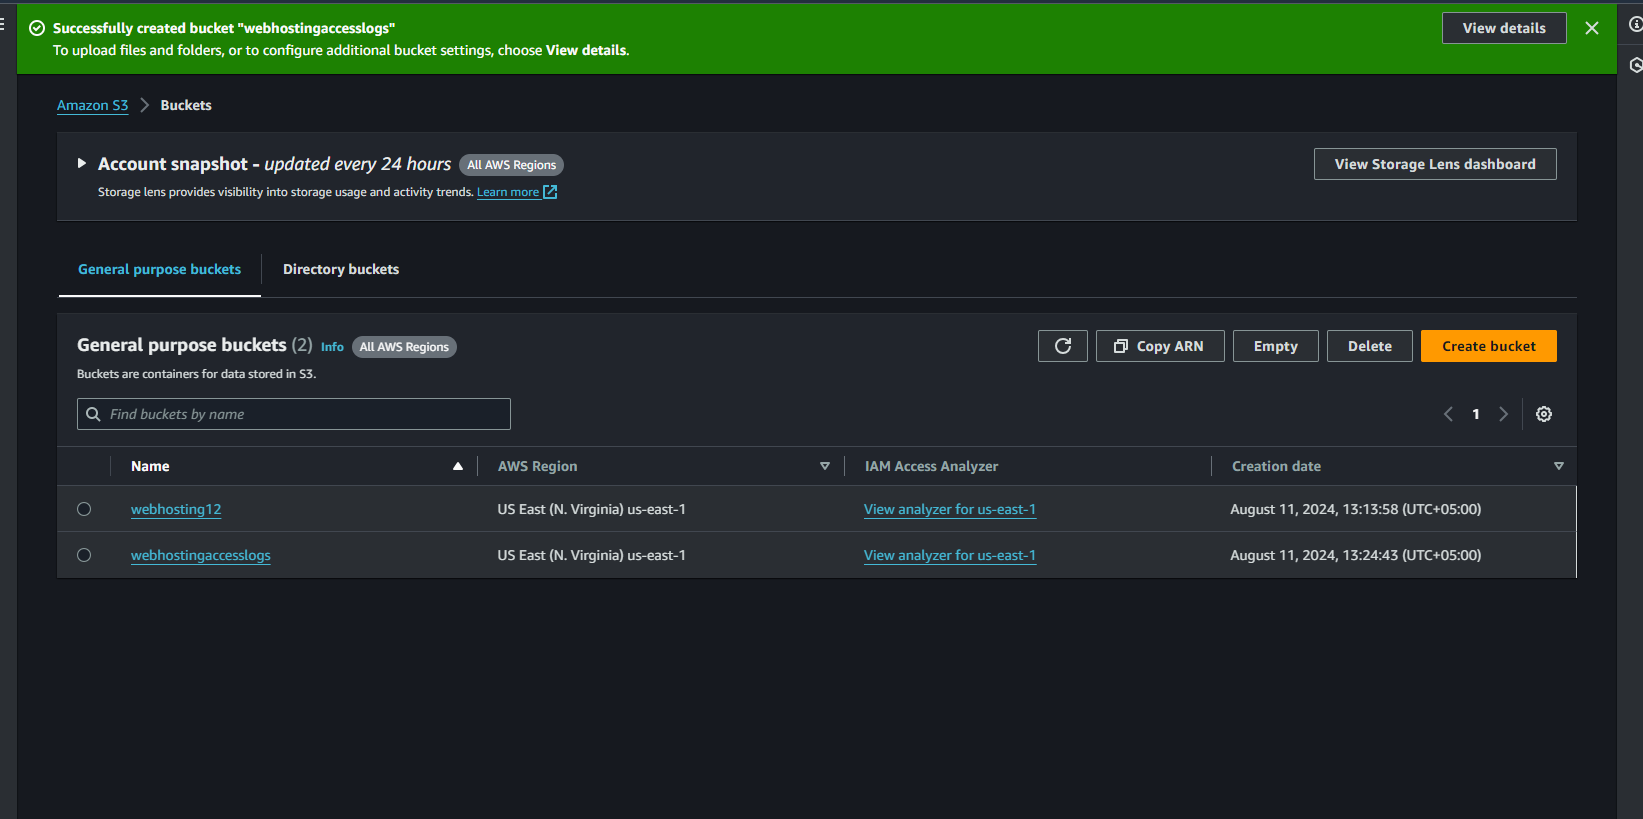 Successfully created bucket "webhostingaccesslogs"
To upload files and folders, or to configure additional bucket settings, choose View details.
View details
Amazon S3 Buckets
Account snapshot - updated every 24 hours All AWS Regions
View Storage Lens dashboard
Storage lens provides visibility into storage usage and activity trends. Learn more
General purpose buckets Directory buckets
General purpose buckets (2) Info All AWS Regions
Copy ARN Empty Delete Create bucket
Buckets are containers for data stored in S3.
Find buckets by name
1
Name AWS Region IAM Access Analyzer Creation date
webhosting12 US East (N. Virginia) us-east-1 View analyzer for us-east-1 August 11, 2024, 13:13:58 (UTC+05:00)
webhostingaccesslogs US East (N. Virginia) us-east-1 View analyzer for us-east-1 August 11, 2024, 13:24:43 (UTC+05:00)